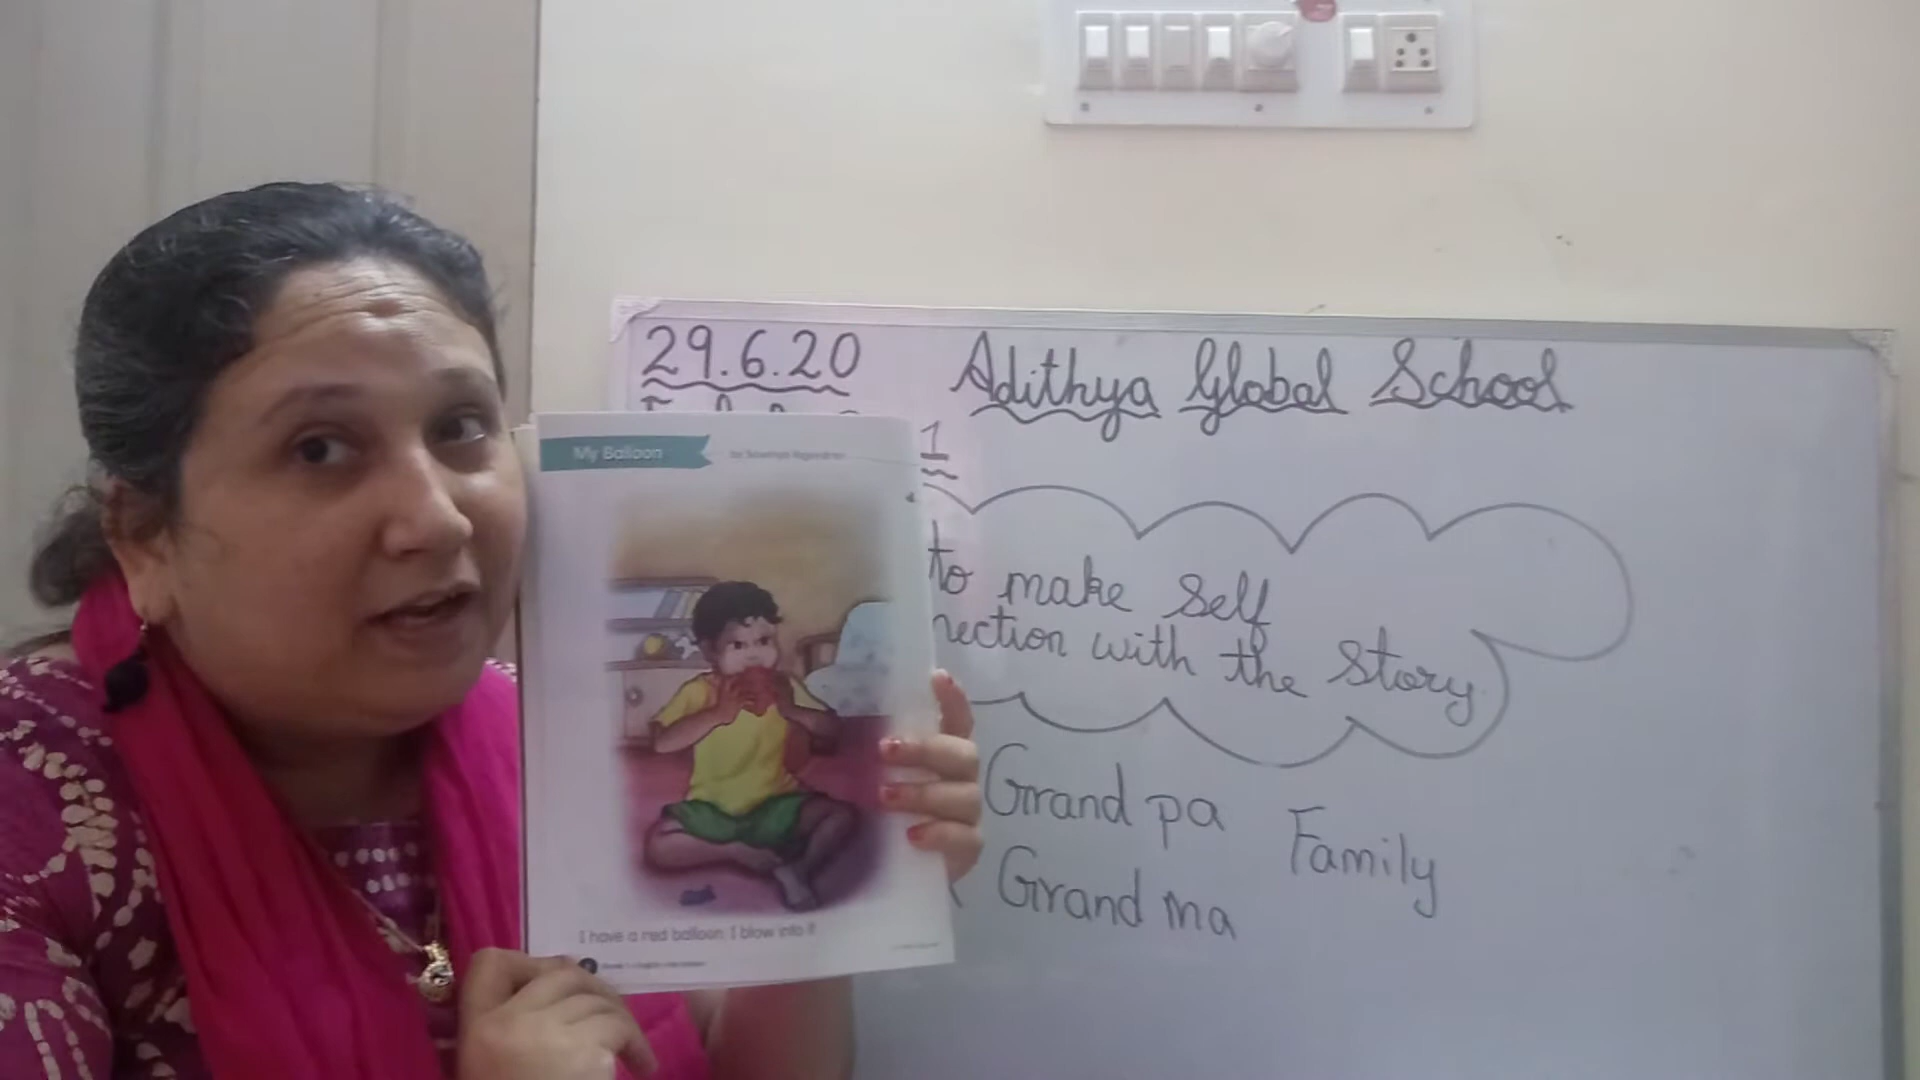 29.6.20
Adithya Global School
1
to make Self
nection with the Story
Grand pa
Family
Grand ma
My Balloon
I have a red balloon. I blow into it.